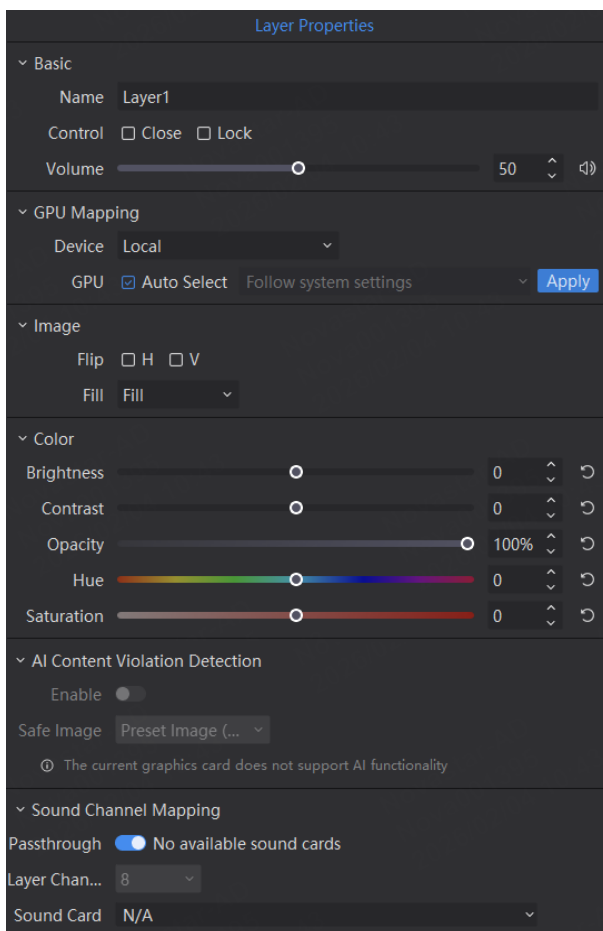 Layer Properties
Basic
Name Layer1
Control Close Lock
Volume 50
GPU Mapping
Device Local
GPU Auto Select Follow system settings Apply
Image
Flip H V
Fill Fill
Color
Brightness 0
Contrast 0
Opacity 100%
Hue 0
Saturation 0
AI Content Violation Detection
Enable
Safe Image Preset Image (...
The current graphics card does not support AI functionality
Sound Channel Mapping
Passthrough No available sound cards
Layer Chan... 8
Sound Card N/A